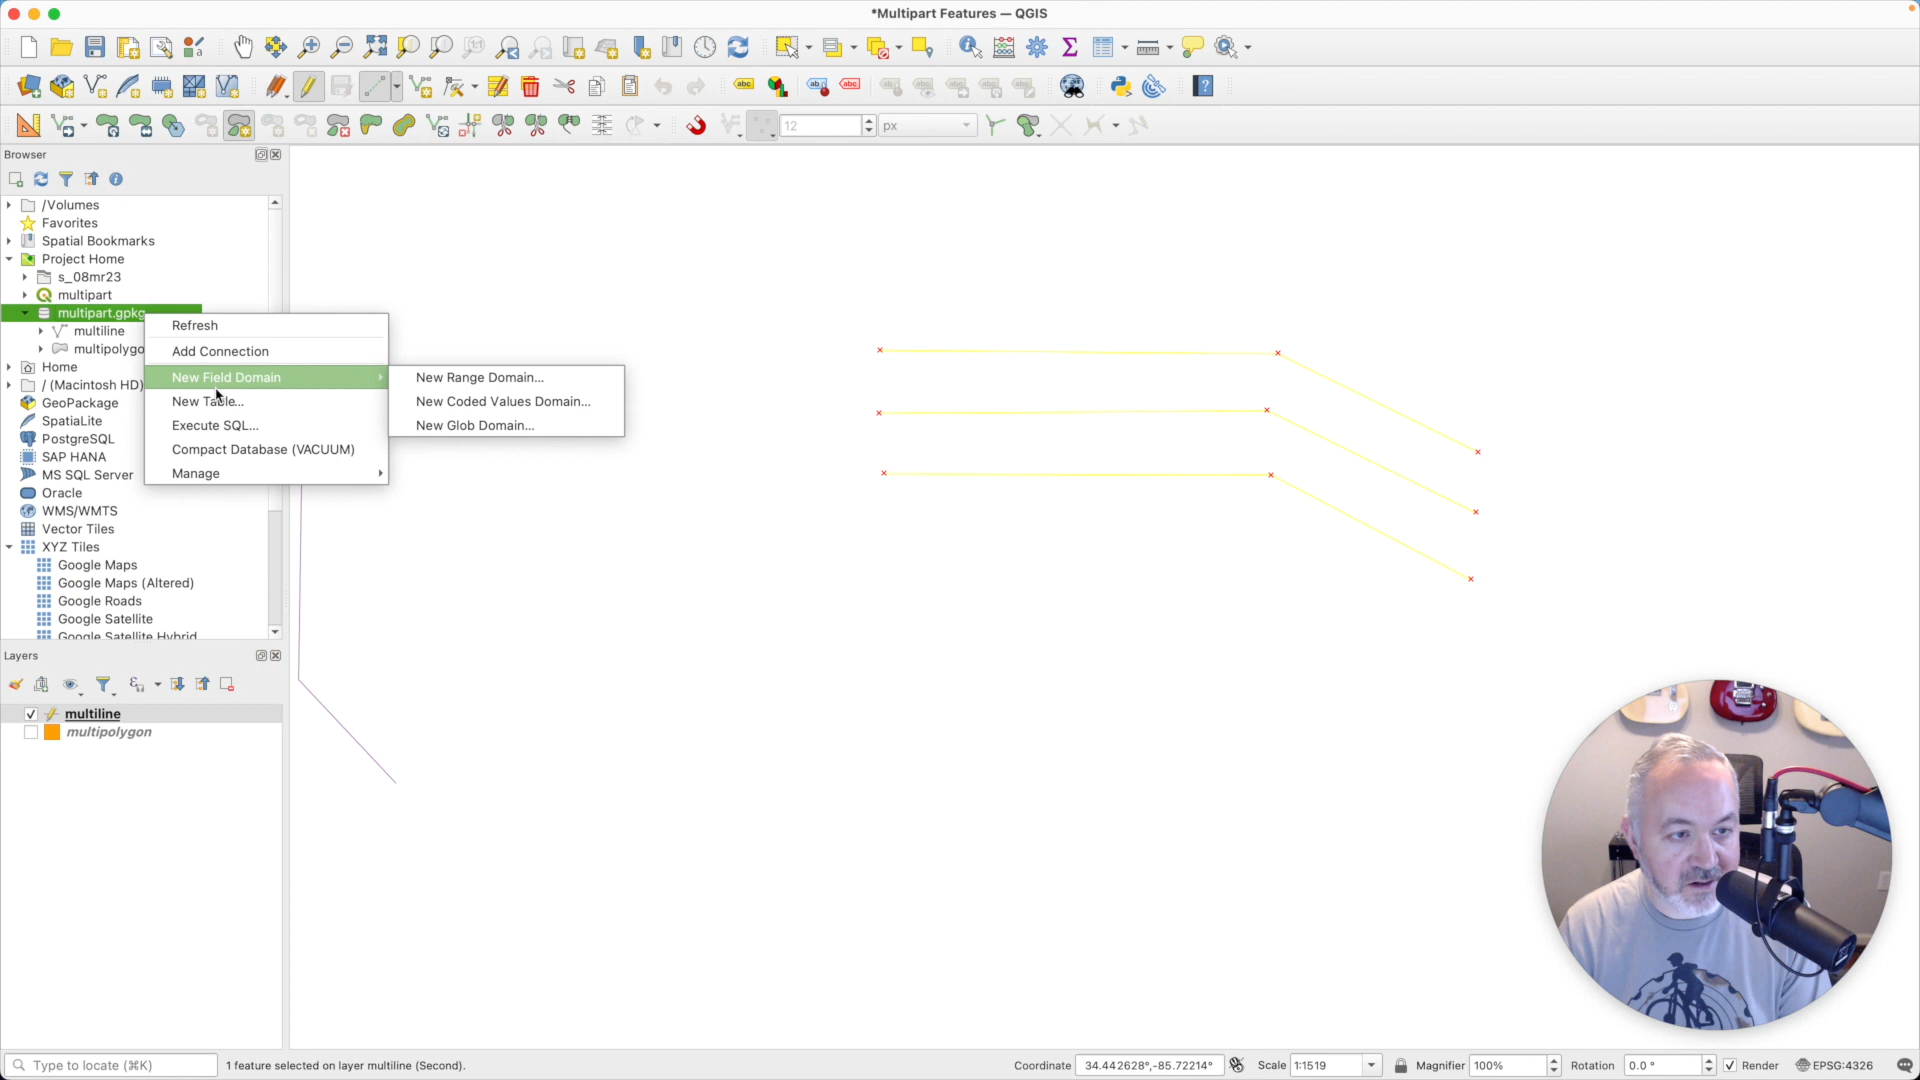 *Multipart Features — QGIS
abc
abc
12
px
Browser
/Volumes
Favorites
Spatial Bookmarks
Project Home
s_08mr23
multipart
multipart.gpkg
multiline
multipolygo
Home
/ (Macintosh HD)
GeoPackage
SpatiaLite
PostgreSQL
SAP HANA
MS SQL Server
Oracle
WMS/WMTS
Vector Tiles
XYZ Tiles
Google Maps
Google Maps (Altered)
Google Roads
Google Satellite
Google Satellite Hybrid
Refresh
Add Connection
New Field Domain
New Table...
Execute SQL...
Compact Database (VACUUM)
Manage
New Range Domain...
New Coded Values Domain...
New Glob Domain...
Layers
multiline
multipolygon
Type to locate (⌘K)
1 feature selected on layer multiline (Second).
Coordinate 34.442628°,-85.72214°
Scale 1:1519
Magnifier 100%
Rotation 0.0 °
Render
EPSG:4326